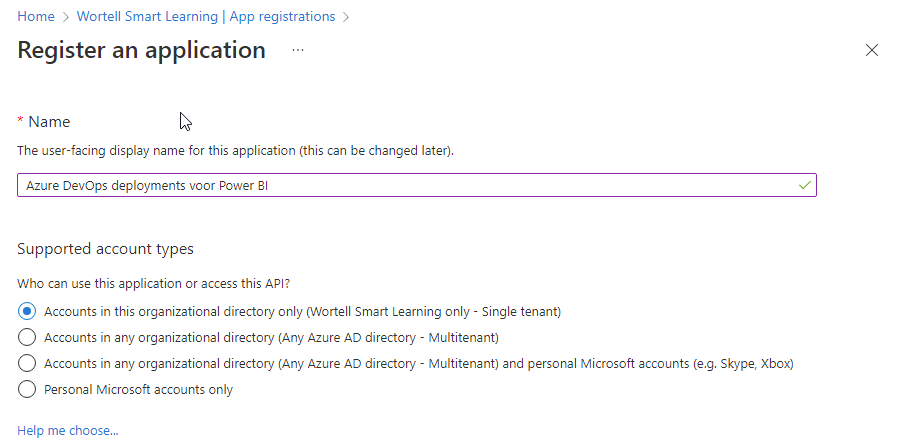 Home > Wortell Smart Learning | App registrations >
Register an application ...
* Name
The user-facing display name for this application (this can be changed later).
Azure DevOps deployments voor Power BI
Supported account types
Who can use this application or access this API?
Accounts in this organizational directory only (Wortell Smart Learning only - Single tenant)
Accounts in any organizational directory (Any Azure AD directory - Multitenant)
Accounts in any organizational directory (Any Azure AD directory - Multitenant) and personal Microsoft accounts (e.g. Skype, Xbox)
Personal Microsoft accounts only
Help me choose...